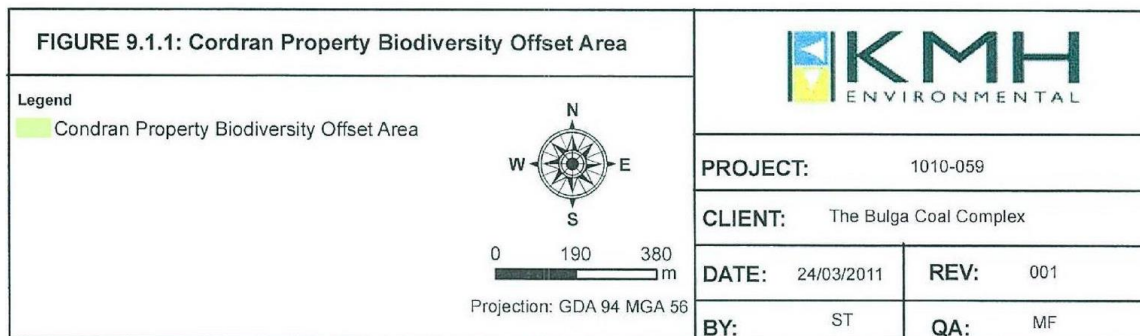 FIGURE 9.1.1: Cordran Property Biodiversity Offset Area
Legend
Condran Property Biodiversity Offset Area
N
W E
S
0 190 380
m
Projection: GDA 94 MGA 56
KMH
ENVIRONMENTAL
PROJECT: 1010-059
CLIENT: The Bulga Coal Complex
DATE: 24/03/2011 REV: 001
BY: ST QA: MF